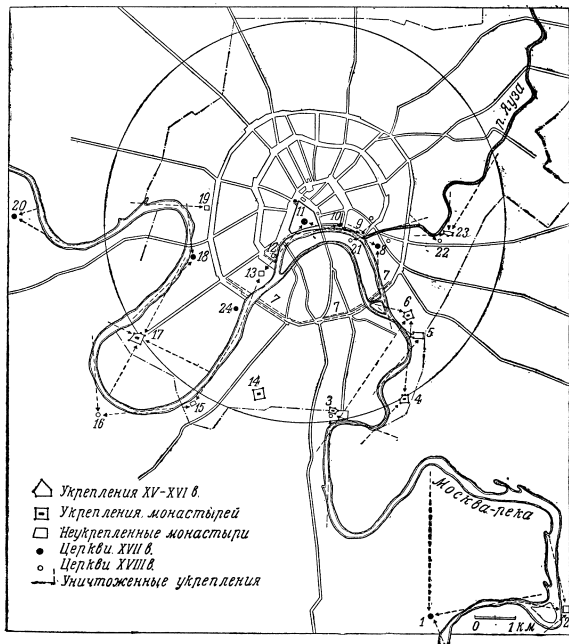 р. Яуза
20
19
11
10
9
8
23
22
12
21
13
18
7
24
7
7
6
17
5
14
15
3
4
16
Укрепления XV-XVI в.
Укрепления монастырей
Неукрепленные монастыри
Церкви XVII в.
Церкви XVIII в.
Уничтоженные укрепления
Москва-река
1
0 1 км
2